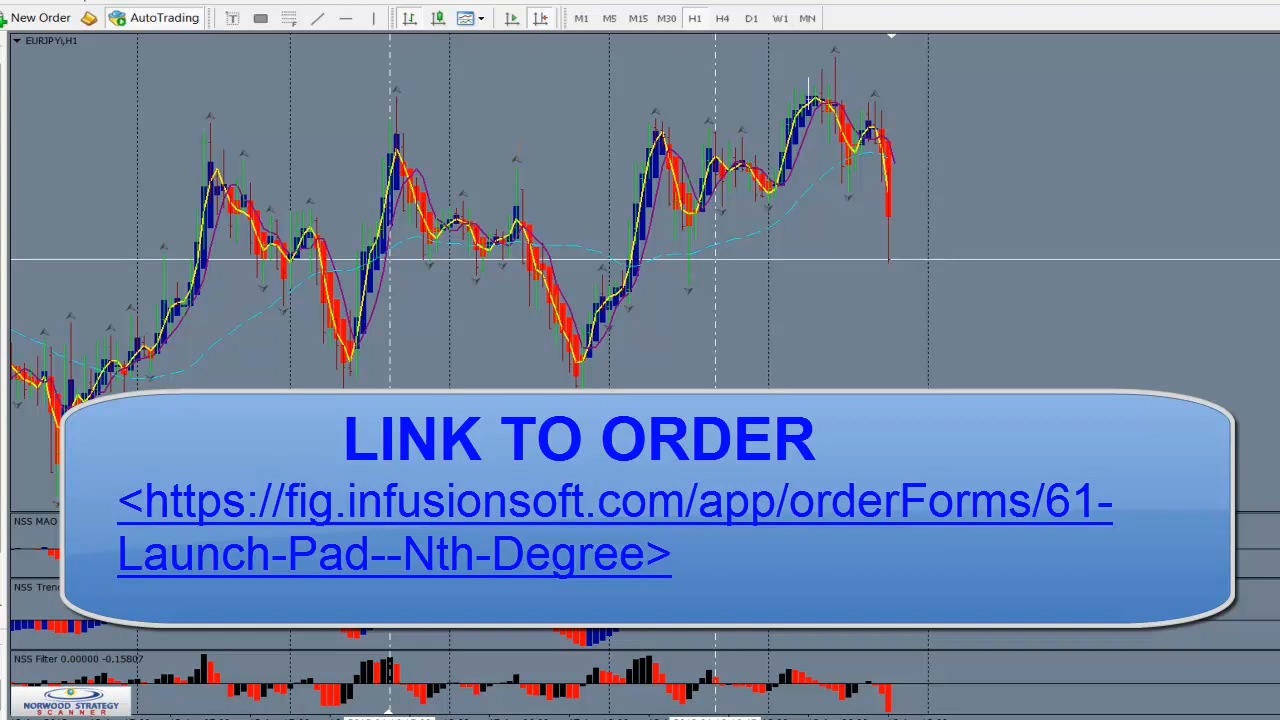 New Order AutoTrading T M1 M5 M15 M30 H1 H4 D1 W1 MN
EURJPYi,H1
LINK TO ORDER
<https://fig.infusionsoft.com/app/orderForms/61-
Launch-Pad--Nth-Degree>
NSS MAO
NSS Tren
NSS Filter 0.00000 -0.15807
NORWOOD STRATEGY
SCANNER